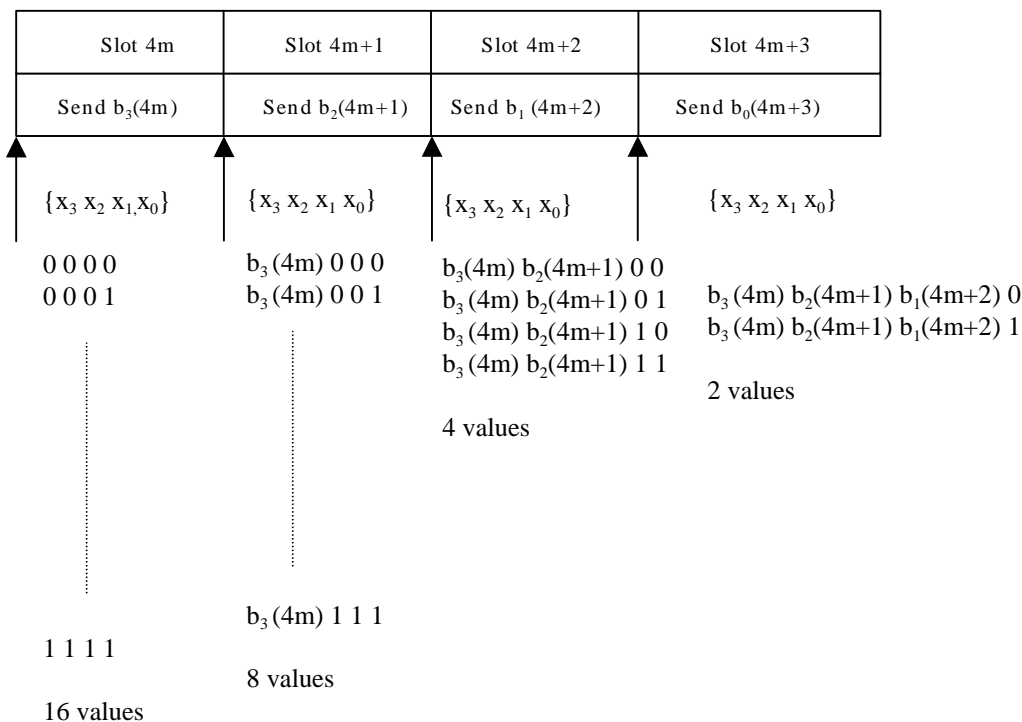 Slot 4m Slot 4m+1 Slot 4m+2 Slot 4m+3
Send b₃(4m) Send b₂(4m+1) Send b₁ (4m+2) Send b₀(4m+3)
{x₃ x₂ x₁,x₀} {x₃ x₂ x₁ x₀} {x₃ x₂ x₁ x₀} {x₃ x₂ x₁ x₀}
0 0 0 0
0 0 0 1
1 1 1 1
16 values
b₃(4m) 0 0 0
b₃(4m) 0 0 1
b₃(4m) 1 1 1
8 values
b₃(4m) b₂(4m+1) 0 0
b₃(4m) b₂(4m+1) 0 1
b₃(4m) b₂(4m+1) 1 0
b₃(4m) b₂(4m+1) 1 1
4 values
b₃(4m) b₂(4m+1) b₁(4m+2) 0
b₃(4m) b₂(4m+1) b₁(4m+2) 1
2 values